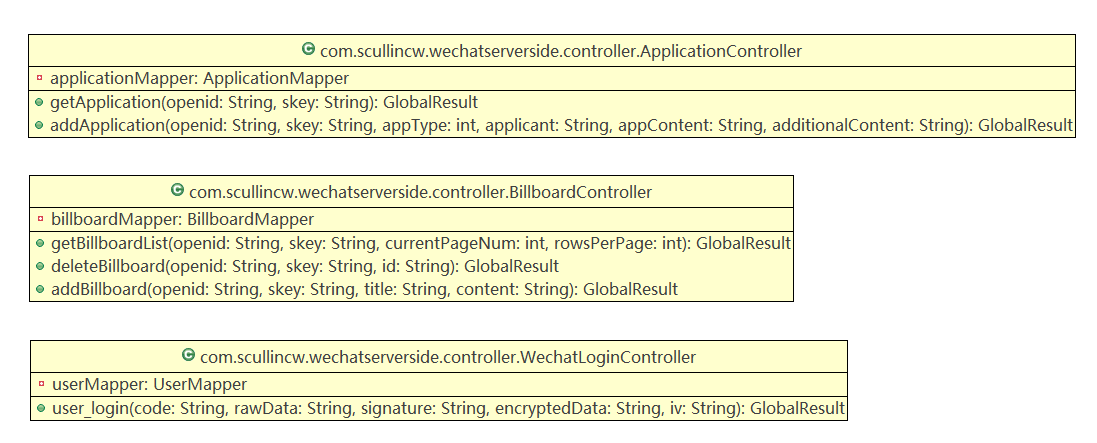 C com.scullincw.wechatserverside.controller.ApplicationController
applicationMapper: ApplicationMapper
getApplication(openid: String, skey: String): GlobalResult
addApplication(openid: String, skey: String, appType: int, applicant: String, appContent: String, additionalContent: String): GlobalResult
C com.scullincw.wechatserverside.controller.BillboardController
billboardMapper: BillboardMapper
getBillboardList(openid: String, skey: String, currentPageNum: int, rowsPerPage: int): GlobalResult
deleteBillboard(openid: String, skey: String, id: String): GlobalResult
addBillboard(openid: String, skey: String, title: String, content: String): GlobalResult
C com.scullincw.wechatserverside.controller.WechatLoginController
userMapper: UserMapper
user_login(code: String, rawData: String, signature: String, encryptedData: String, iv: String): GlobalResult